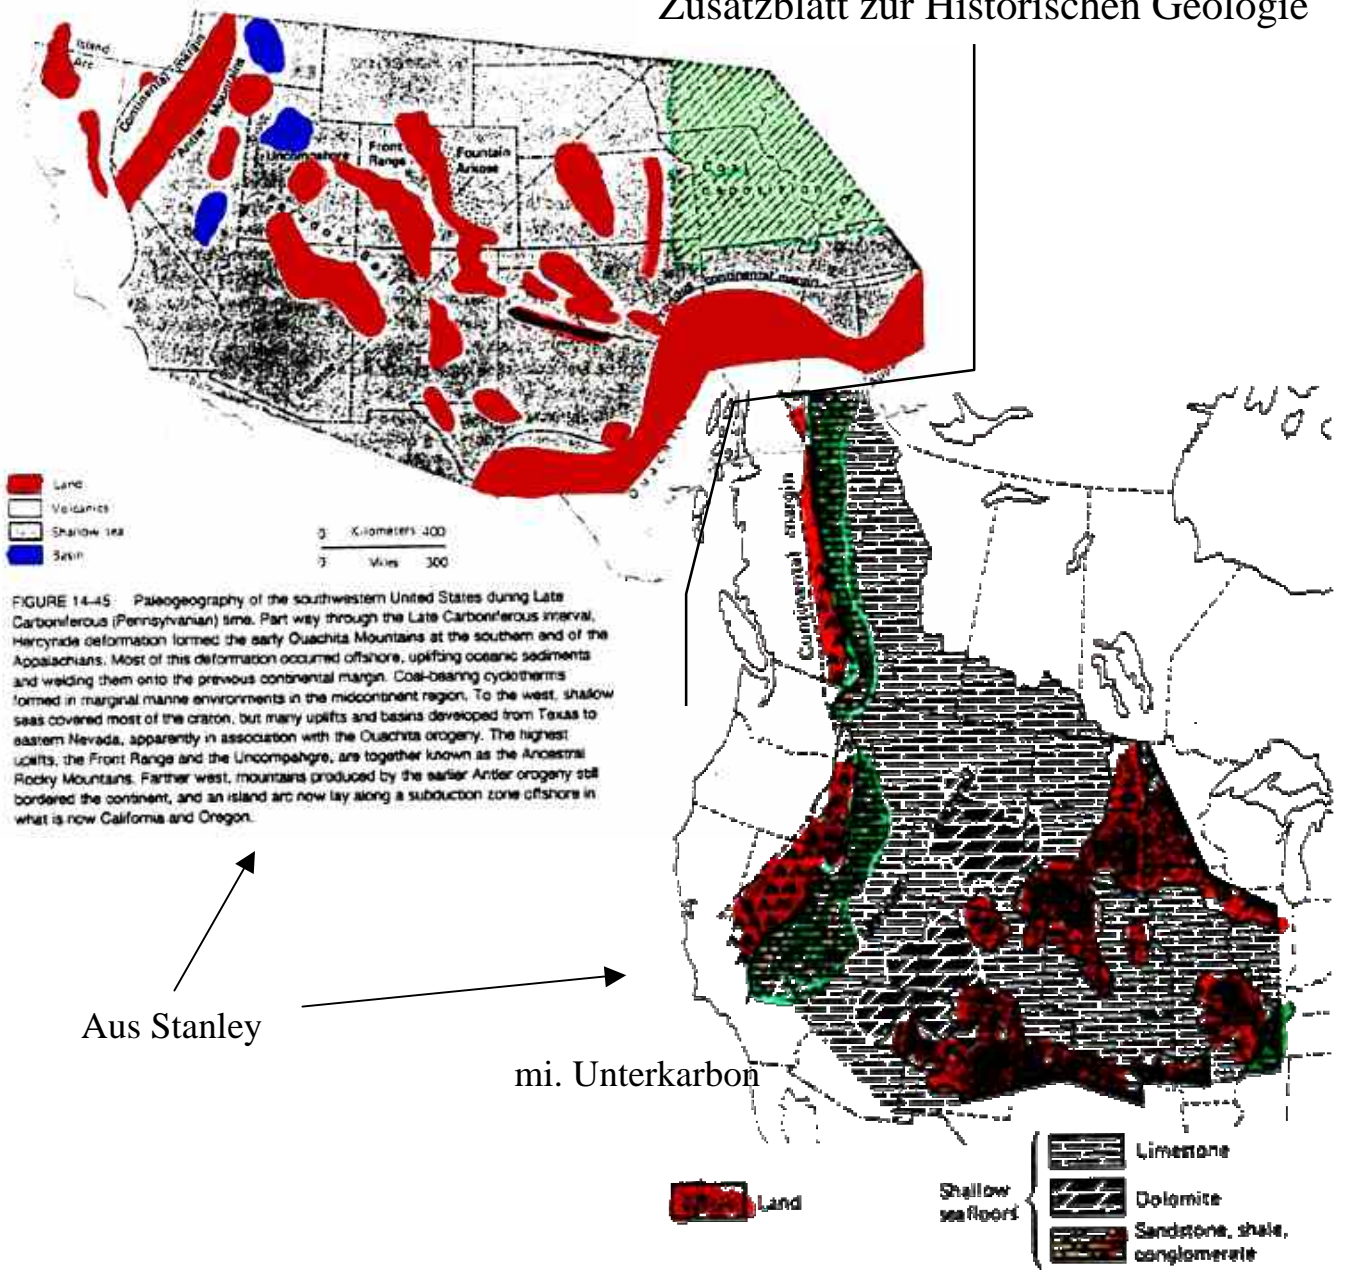 Zusatzblatt zur Historischen Geologie
Island
Arc
Continental margin
Antler Mountains
Uncompahgre
Front
Range
Fountain
Arkose
Coal
deposition
continental margin
Land
Volcanics
Shallow sea
Basin
0 Kilometers 400
0 Miles 300
FIGURE 14-45 Paleogeography of the southwestern United States during Late
Carboniferous (Pennsylvanian) time. Part way through the Late Carboniferous interval,
Hercynide deformation formed the early Ouachita Mountains at the southern end of the
Appalachians. Most of this deformation occurred offshore, uplifting oceanic sediments
and welding them onto the previous continental margin. Coal-bearing cyclotherms
formed in marginal marine environments in the midcontinent region. To the west, shallow
seas covered most of the craton, but many uplifts and basins developed from Texas to
eastern Nevada, apparently in association with the Ouachita orogeny. The highest
uplifts, the Front Range and the Uncompahgre, are together known as the Ancestral
Rocky Mountains. Farther west, mountains produced by the earlier Antler orogeny still
bordered the continent, and an island arc now lay along a subduction zone offshore in
what is now California and Oregon.
Continental margin
Aus Stanley
mi. Unterkarbon
Land
Shallow
seafloors
Limestone
Dolomite
Sandstone, shale,
conglomerate